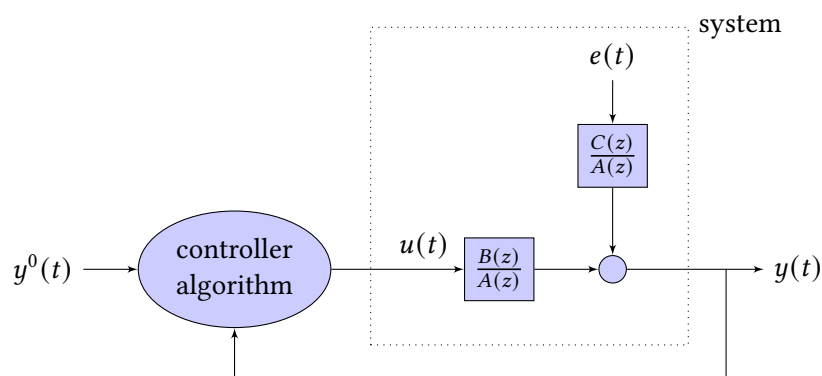 system
e(t)
C(z)
A(z)
controller
algorithm
y⁰(t)
u(t)
B(z)
A(z)
y(t)